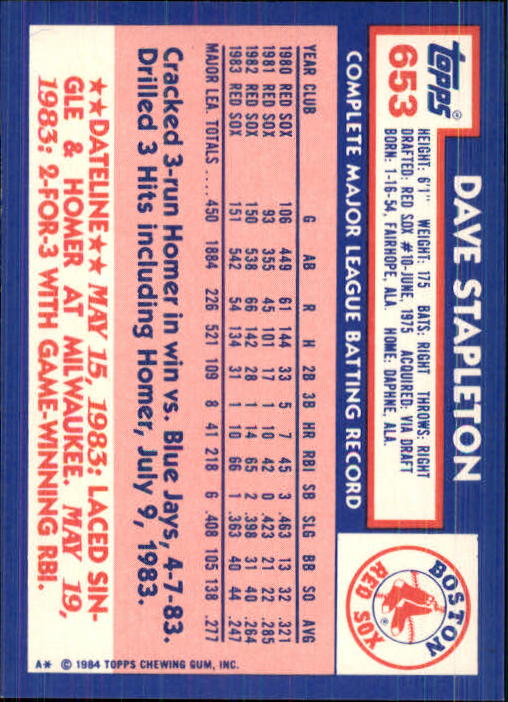 topps®
653
DAVE STAPLETON
HEIGHT: 6'1" WEIGHT: 175 BATS: RIGHT THROWS: RIGHT
DRAFTED: RED SOX #10-JUNE, 1975 ACQUIRED: VIA DRAFT
BORN: 1-16-54, FAIRHOPE, ALA. HOME: DAPHNE, ALA.
BOSTON
RED SOX
COMPLETE MAJOR LEAGUE BATTING RECORD
YEAR CLUB G AB R H 2B 3B HR RBI SB SLG BB SO AVG
1980 RED SOX 106 449 61 144 33 5 7 45 3 .463 13 32 .321
1981 RED SOX 93 355 45 101 17 1 10 42 0 .423 21 22 .285
1982 RED SOX 150 538 66 142 28 1 14 65 2 .398 31 40 .264
1983 RED SOX 151 542 54 134 31 1 10 66 1 .363 40 44 .247
MAJOR LEA. TOTALS .... 450 1884 226 521 109 8 41 218 6 .408 105 138 .277
Cracked 3-run Homer in win vs. Blue Jays, 4-7-83.
Drilled 3 Hits including Homer, July 9, 1983.
★★DATELINE★★ MAY 15, 1983: LACED SIN-
GLE & HOMER AT MILWAUKEE. MAY 19,
1983: 2-FOR-3 WITH GAME-WINNING RBI.
A* © 1984 TOPPS CHEWING GUM, INC.